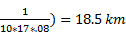 1/(10*17*.08)) = 18.5 km